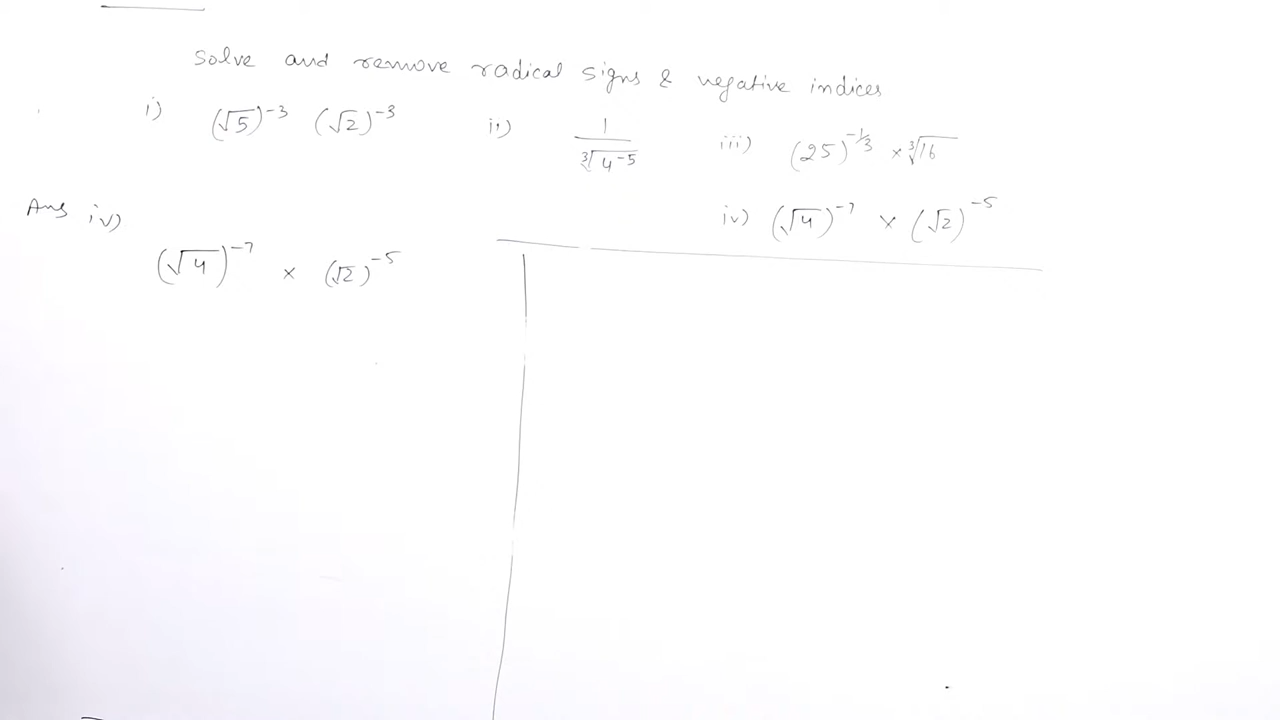 Solve and remove radical signs & negative indices
i) (√5)⁻³ (√2)⁻³ ii) 1/∛4⁻⁵ iii) (25)^-1/3 × ∛16
iv) (√4)⁻⁷ × (√2)⁻⁵
Ans iv)
(√4)⁻⁷ × (√2)⁻⁵